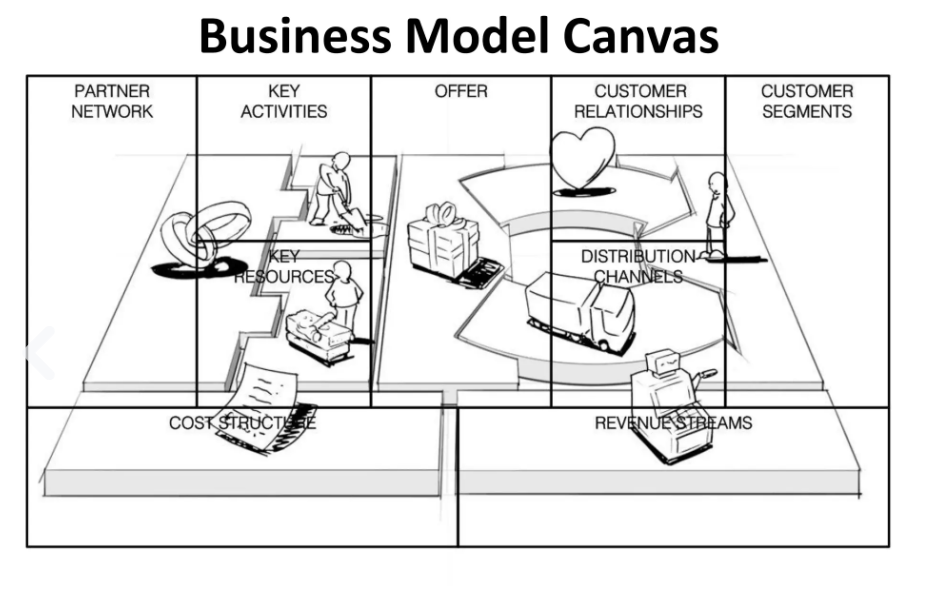 Business Model Canvas
PARTNER
NETWORK
KEY
ACTIVITIES
OFFER
CUSTOMER
RELATIONSHIPS
CUSTOMER
SEGMENTS
KEY
RESOURCES
DISTRIBUTION
CHANNELS
COST STRUCTURE
REVENUE STREAMS